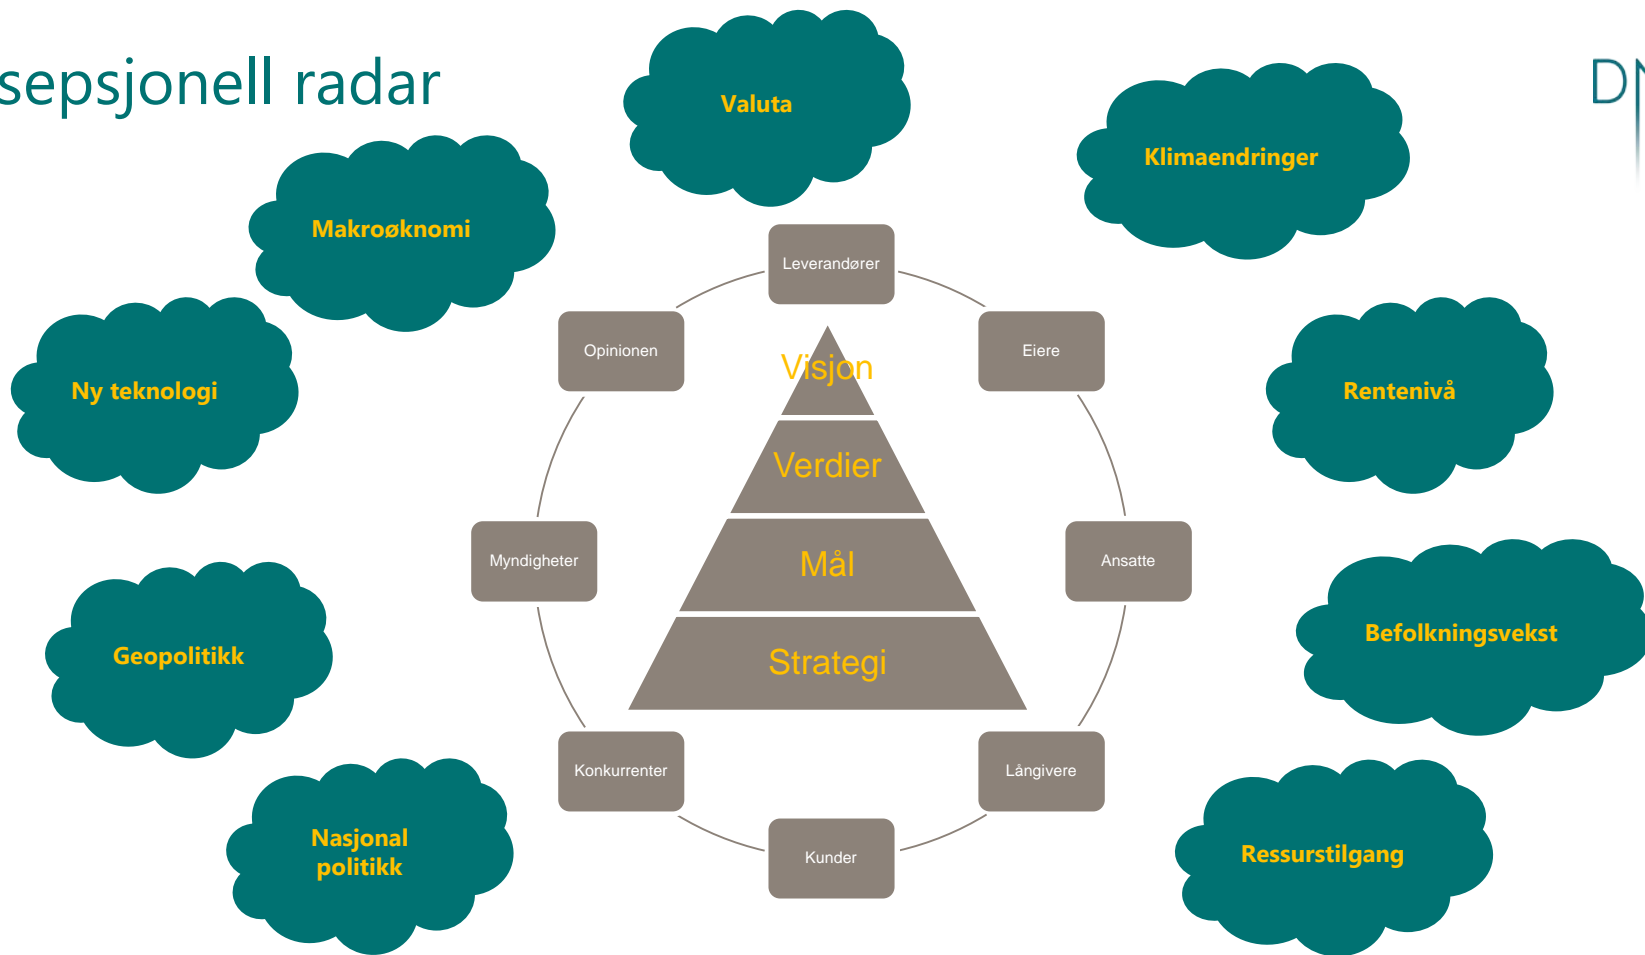 sepsjonell radar
Valuta
Klimaendringer
Makroøknomi
Leverandører
Opinionen
Eiere
Visjon
Ny teknologi
Rentenivå
Verdier
Myndigheter
Mål
Ansatte
Befolkningsvekst
Geopolitikk
Strategi
Konkurrenter
Långivere
Nasjonal
politikk
Kunder
Ressurstilgang